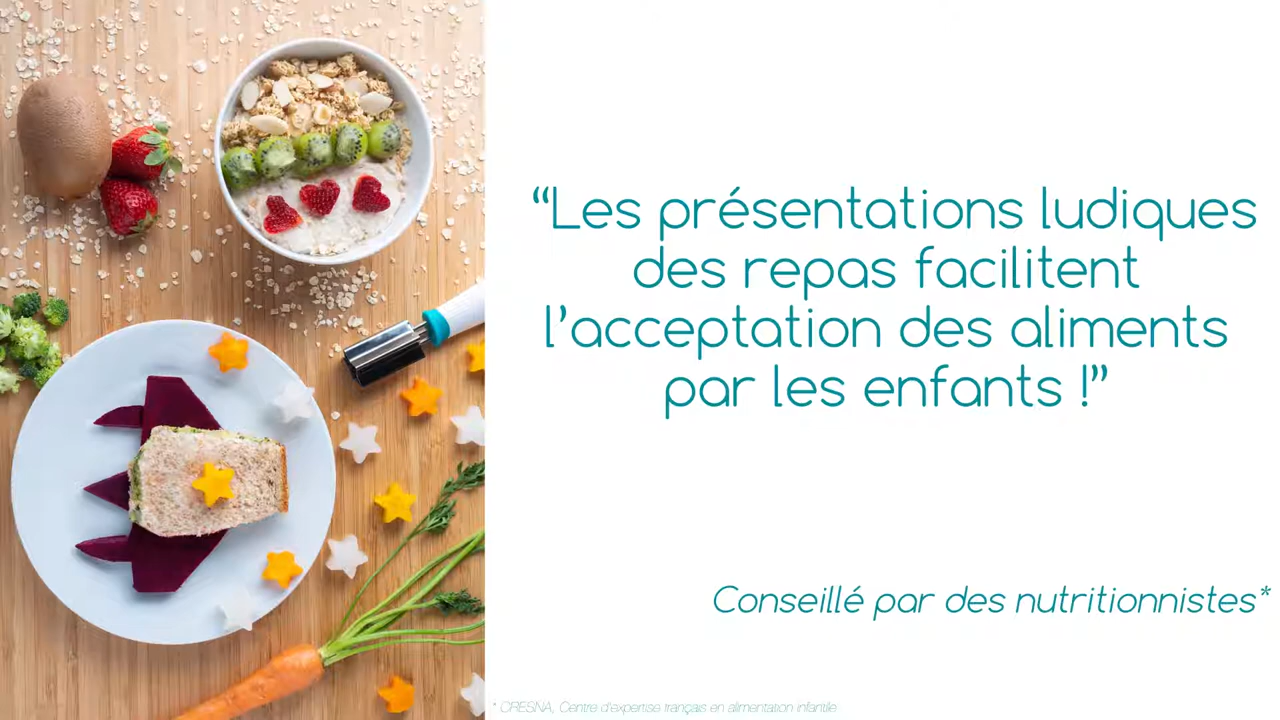 “Les présentations ludiques
des repas facilitent
l’acceptation des aliments
par les enfants !”
Conseillé par des nutritionnistes*
* CRESNA, Centre d'expertise français en alimentation infantile